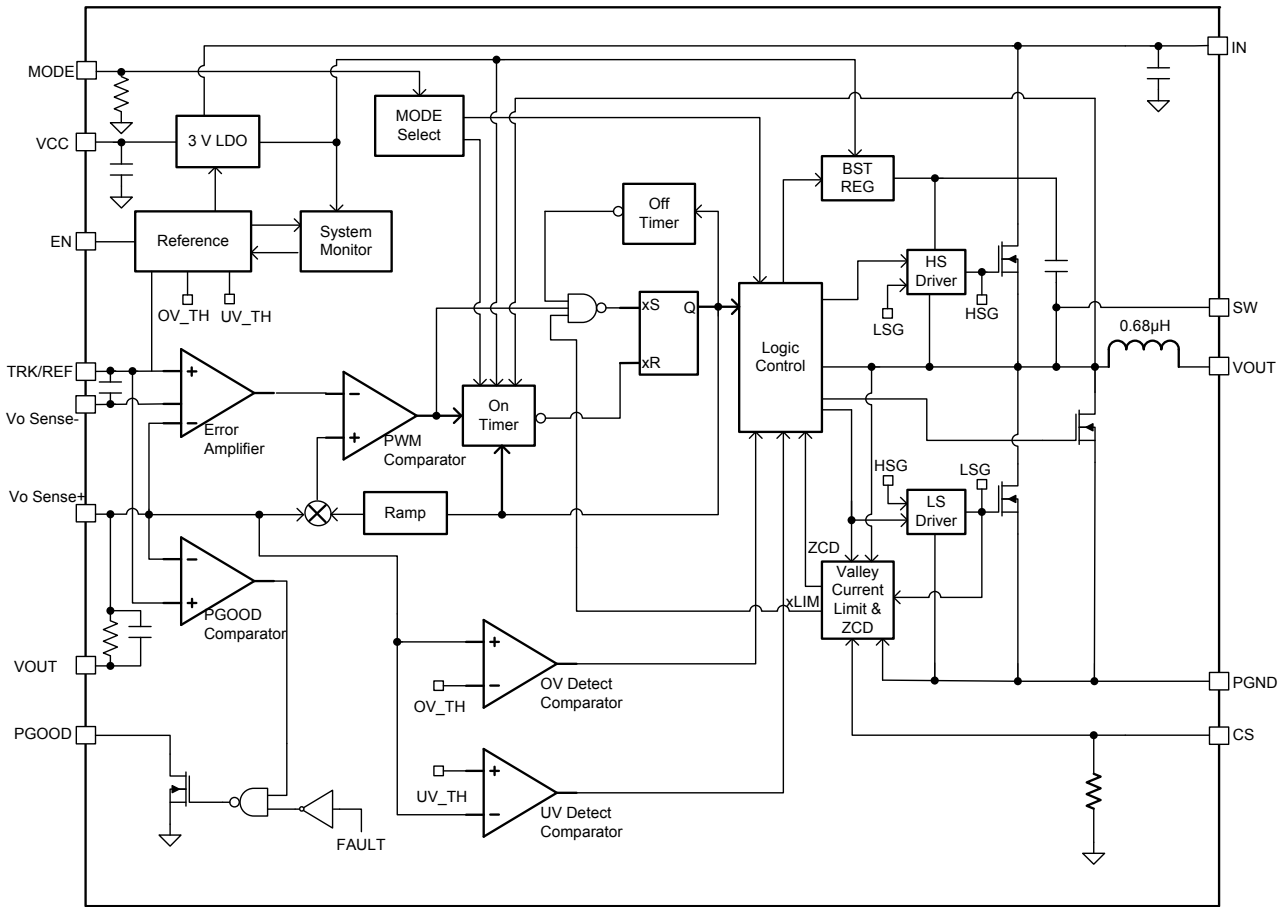 IN
MODE
MODE
Select
VCC
3 V LDO
BST
REG
Off
Timer
EN
Reference
System
Monitor
HS
Driver
OV_TH
UV_TH
LSG
HSG
xS
Q
SW
0.68µH
Logic
Control
xR
TRK/REF
VOUT
On
Timer
Vo Sense-
Error
Amplifier
PWM
Comparator
HSG
LSG
Vo Sense+
Ramp
LS
Driver
ZCD
Valley
Current
Limit &
ZCD
xLIM
PGOOD
Comparator
VOUT
OV Detect
Comparator
OV_TH
PGND
PGOOD
CS
UV_TH
UV Detect
Comparator
FAULT
+
−
−
+
−
+
+
−
+
−